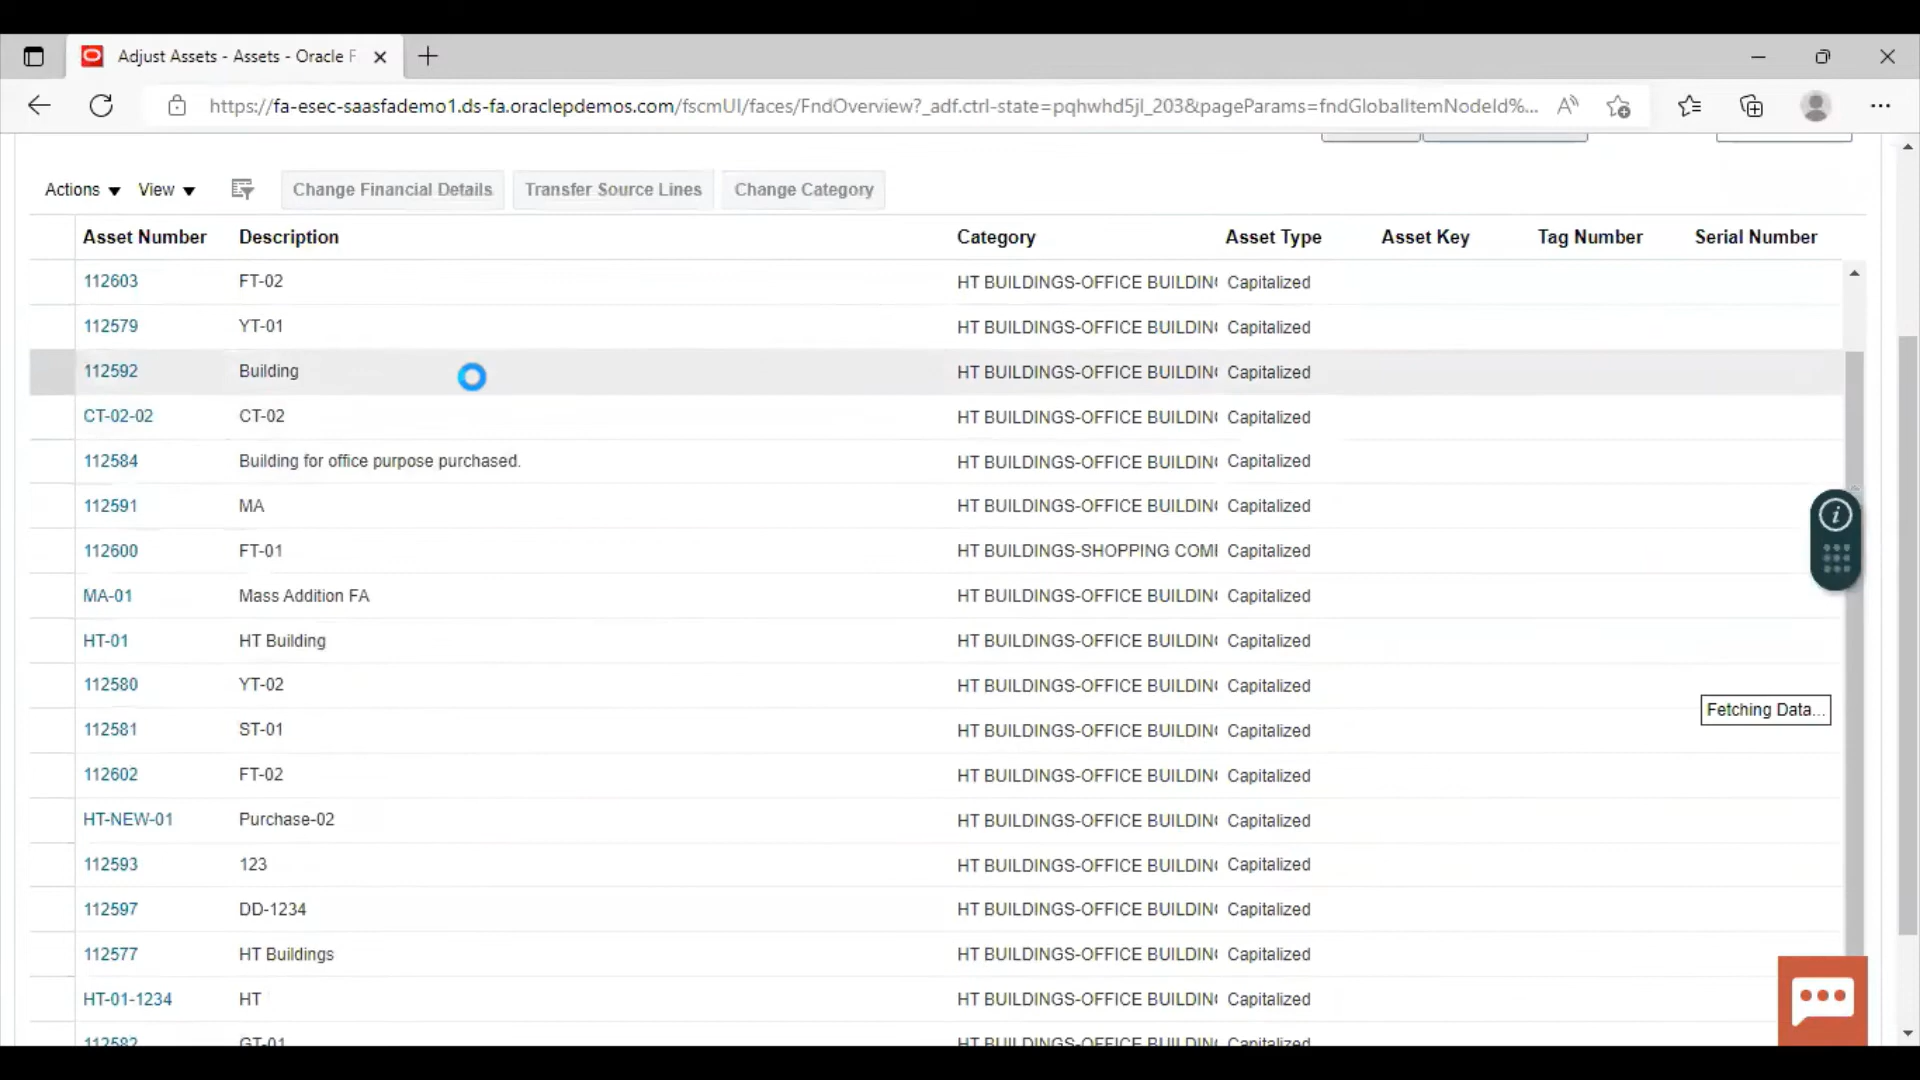 Adjust Assets - Assets - Oracle F
https://fa-esec-saasfademo1.ds-fa.oraclepdemos.com/fscmUI/faces/FndOverview?_adf.ctrl-state=pqhwhd5jl_203&pageParams=fndGlobalItemNodeId%...
Actions View Change Financial Details Transfer Source Lines Change Category
Asset Number Description Category Asset Type Asset Key Tag Number Serial Number
112603 FT-02 HT BUILDINGS-OFFICE BUILDIN Capitalized
112579 YT-01 HT BUILDINGS-OFFICE BUILDIN Capitalized
112592 Building HT BUILDINGS-OFFICE BUILDIN Capitalized
CT-02-02 CT-02 HT BUILDINGS-OFFICE BUILDIN Capitalized
112584 Building for office purpose purchased. HT BUILDINGS-OFFICE BUILDIN Capitalized
112591 MA HT BUILDINGS-OFFICE BUILDIN Capitalized
112600 FT-01 HT BUILDINGS-SHOPPING COM Capitalized
MA-01 Mass Addition FA HT BUILDINGS-OFFICE BUILDIN Capitalized
HT-01 HT Building HT BUILDINGS-OFFICE BUILDIN Capitalized
112580 YT-02 HT BUILDINGS-OFFICE BUILDIN Capitalized
Fetching Data...
112581 ST-01 HT BUILDINGS-OFFICE BUILDIN Capitalized
112602 FT-02 HT BUILDINGS-OFFICE BUILDIN Capitalized
HT-NEW-01 Purchase-02 HT BUILDINGS-OFFICE BUILDIN Capitalized
112593 123 HT BUILDINGS-OFFICE BUILDIN Capitalized
112597 DD-1234 HT BUILDINGS-OFFICE BUILDIN Capitalized
112577 HT Buildings HT BUILDINGS-OFFICE BUILDIN Capitalized
HT-01-1234 HT HT BUILDINGS-OFFICE BUILDIN Capitalized
112582 GT-01 HT BUILDINGS-OFFICE BUILDIN Capitalized